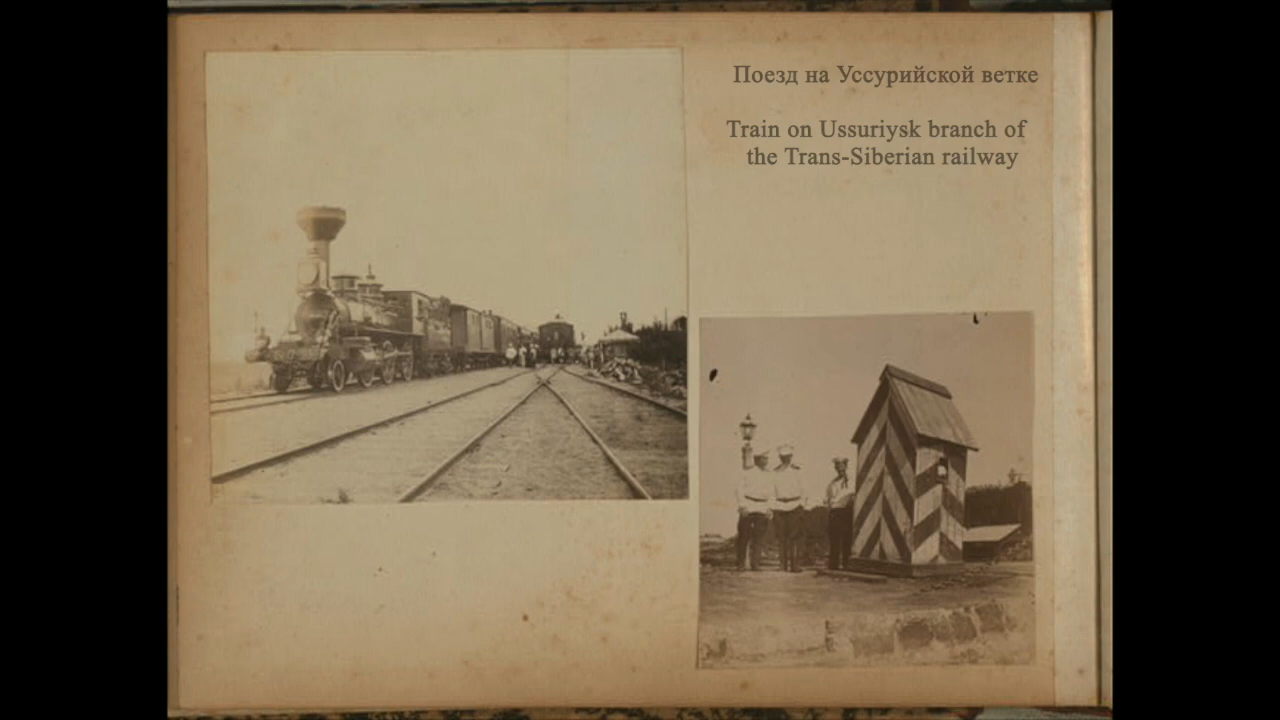 Поезд на Уссурийской ветке
Train on Ussuriysk branch of
the Trans-Siberian railway